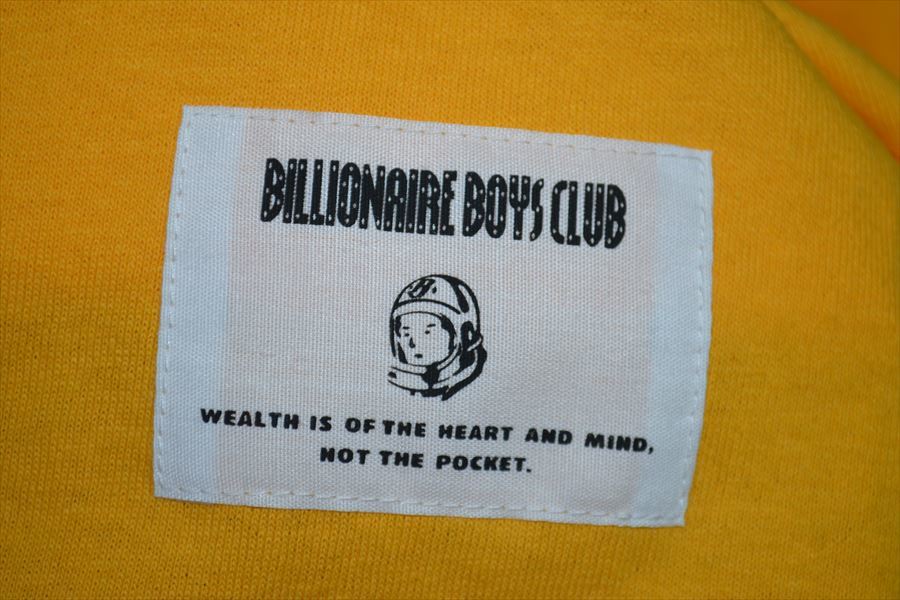 BILLIONAIRE BOYS CLUB
WEALTH IS OF THE HEART AND MIND,
NOT THE POCKET.